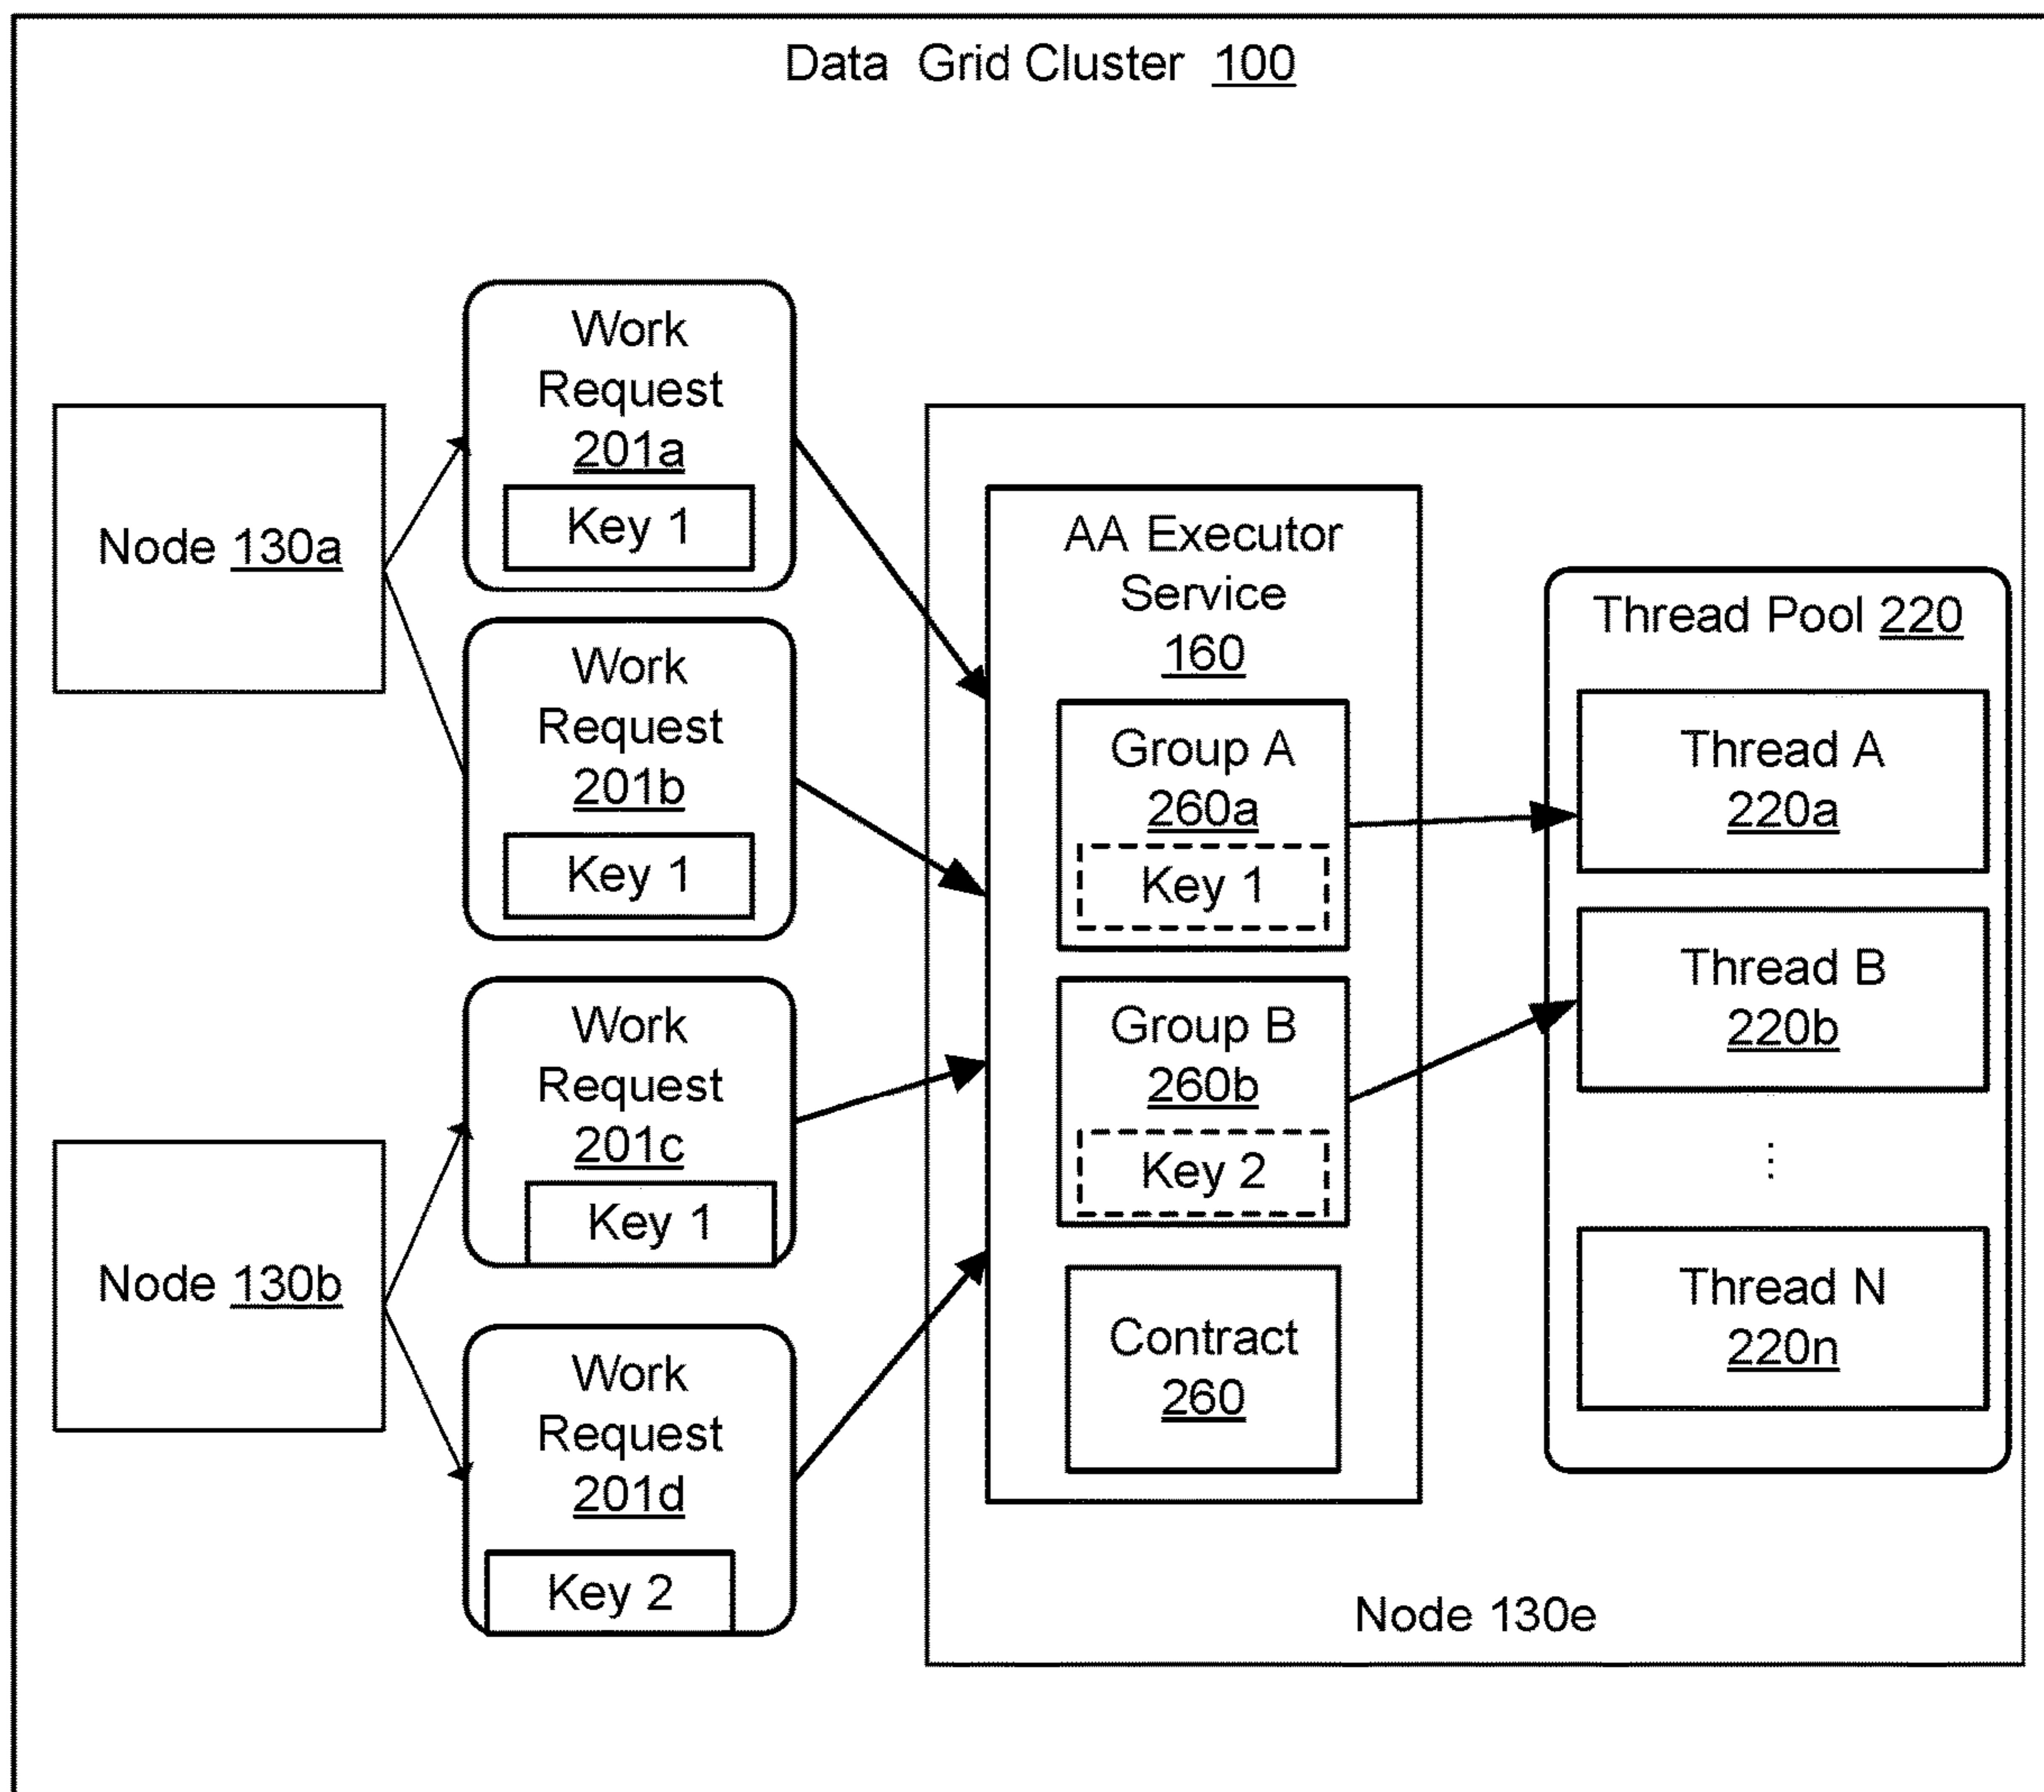 Data Grid Cluster 100
Node 130a
Work
Request
201a
Key 1
Work
Request
201b
Key 1
Node 130b
Work
Request
201c
Key 1
Work
Request
201d
Key 2
AA Executor
Service
160
Group A
260a
Key 1
Group B
260b
Key 2
Contract
260
Thread Pool 220
Thread A
220a
Thread B
220b
⋮
Thread N
220n
Node 130e